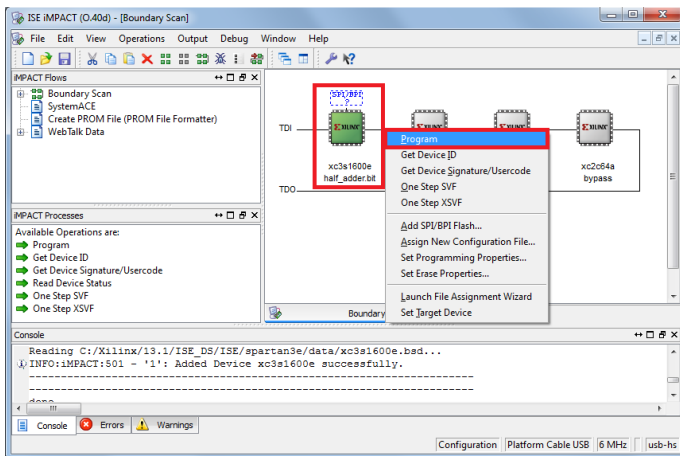 ISE iMPACT (O.40d) - [Boundary Scan]
File Edit View Operations Output Debug Window Help
iMPACT Flows
Boundary Scan
SystemACE
Create PROM File (PROM File Formatter)
WebTalk Data
iMPACT Processes
Available Operations are:
Program
Get Device ID
Get Device Signature/Usercode
Read Device Status
One Step SVF
One Step XSVF
SPI/BPI
?
TDI
XILINX
XILINX
XILINX
XILINX
xc3s1600e
half_adder.bit
xc2c64a
bypass
TDO
Program
Get Device ID
Get Device Signature/Usercode
One Step SVF
One Step XSVF
Add SPI/BPI Flash...
Assign New Configuration File...
Set Programming Properties...
Set Erase Properties...
Launch File Assignment Wizard
Set Target Device
Boundary
Console
Reading C:/Xilinx/13.1/ISE_DS/ISE/spartan3e/data/xc3s1600e.bsd...
INFO:iMPACT:501 - '1': Added Device xc3s1600e successfully.
----------------------------------------------------------------------
----------------------------------------------------------------------
done
Console Errors Warnings
Configuration Platform Cable USB 6 MHz usb-hs